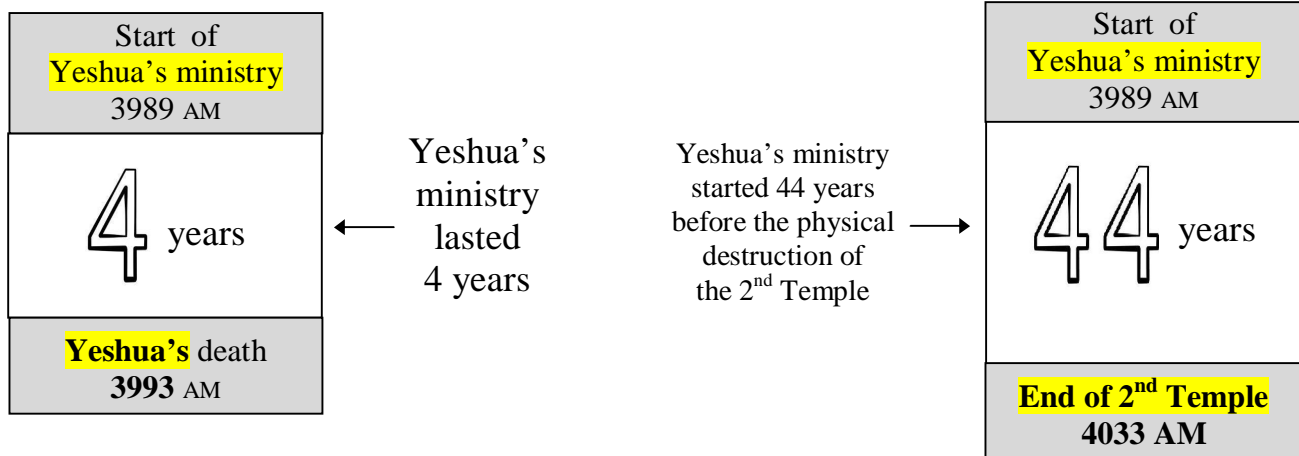 Start of
Yeshua’s ministry
3989 AM
4 years
Yeshua’s death
3993 AM
Yeshua’s
ministry
lasted
4 years
Yeshua’s ministry
started 44 years
before the physical
destruction of
the 2nd Temple
Start of
Yeshua’s ministry
3989 AM
44 years
End of 2nd Temple
4033 AM